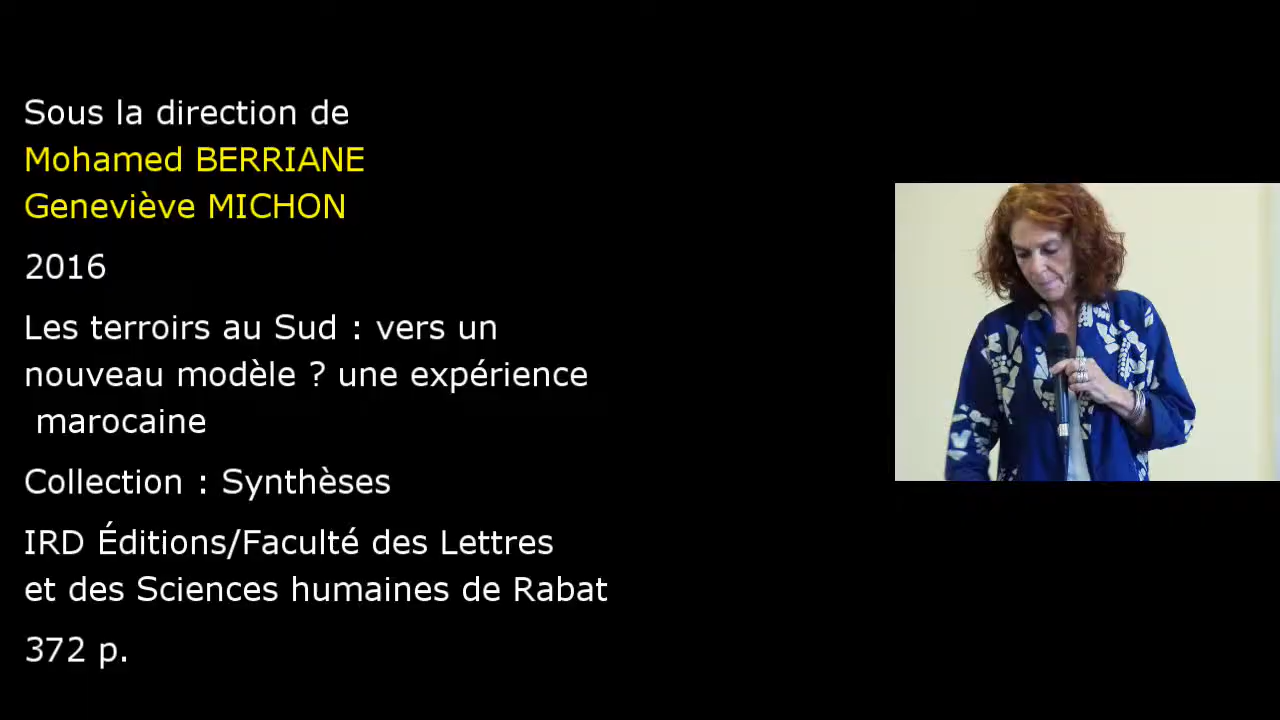 Sous la direction de
Mohamed BERRIANE
Geneviève MICHON
2016
Les terroirs au Sud : vers un
nouveau modèle ? une expérience
marocaine
Collection : Synthèses
IRD Éditions/Faculté des Lettres
et des Sciences humaines de Rabat
372 p.